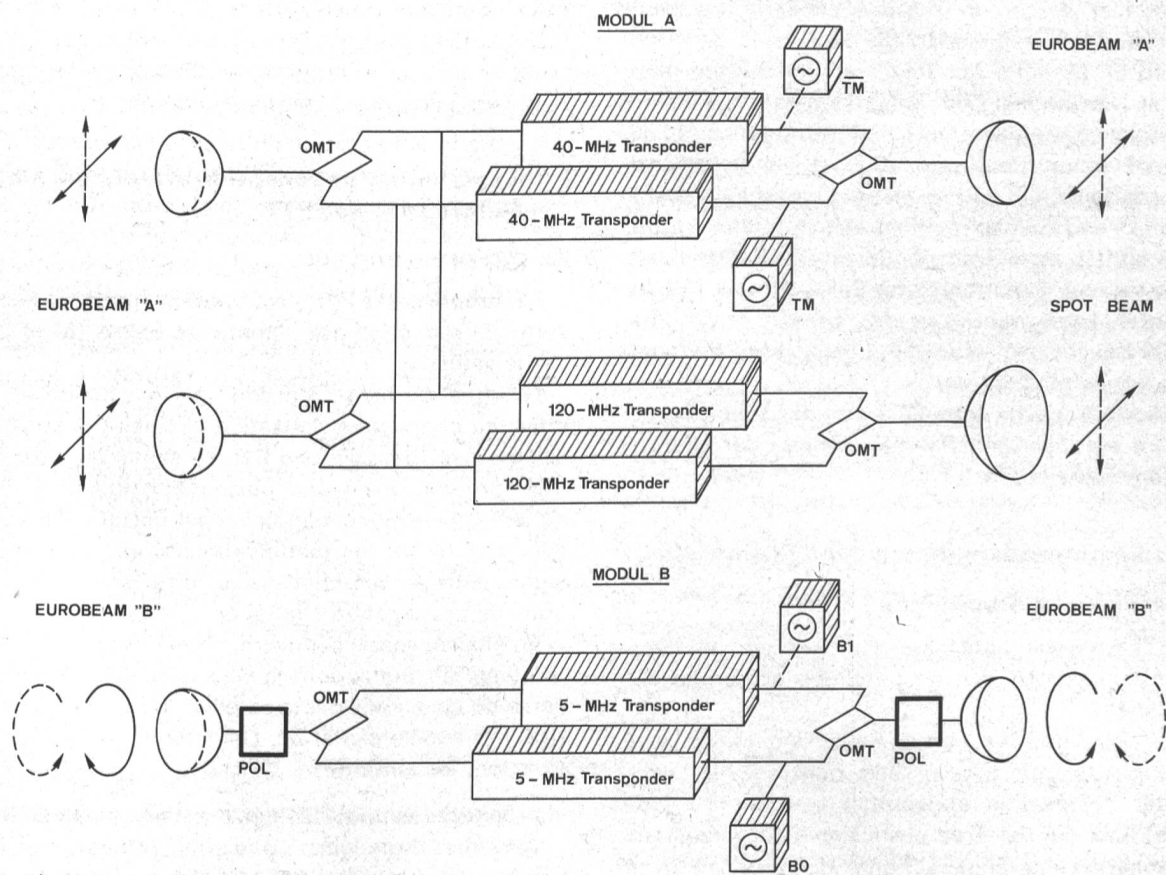 MODUL A
EUROBEAM "A"
T̅M̅
OMT
40-MHz Transponder
OMT
40-MHz Transponder
TM
EUROBEAM "A"
SPOT BEAM
OMT
120-MHz Transponder
OMT
120-MHz Transponder
MODUL B
EUROBEAM "B"
EUROBEAM "B"
B1
OMT
5-MHz Transponder
OMT
POL
POL
5-MHz Transponder
B0